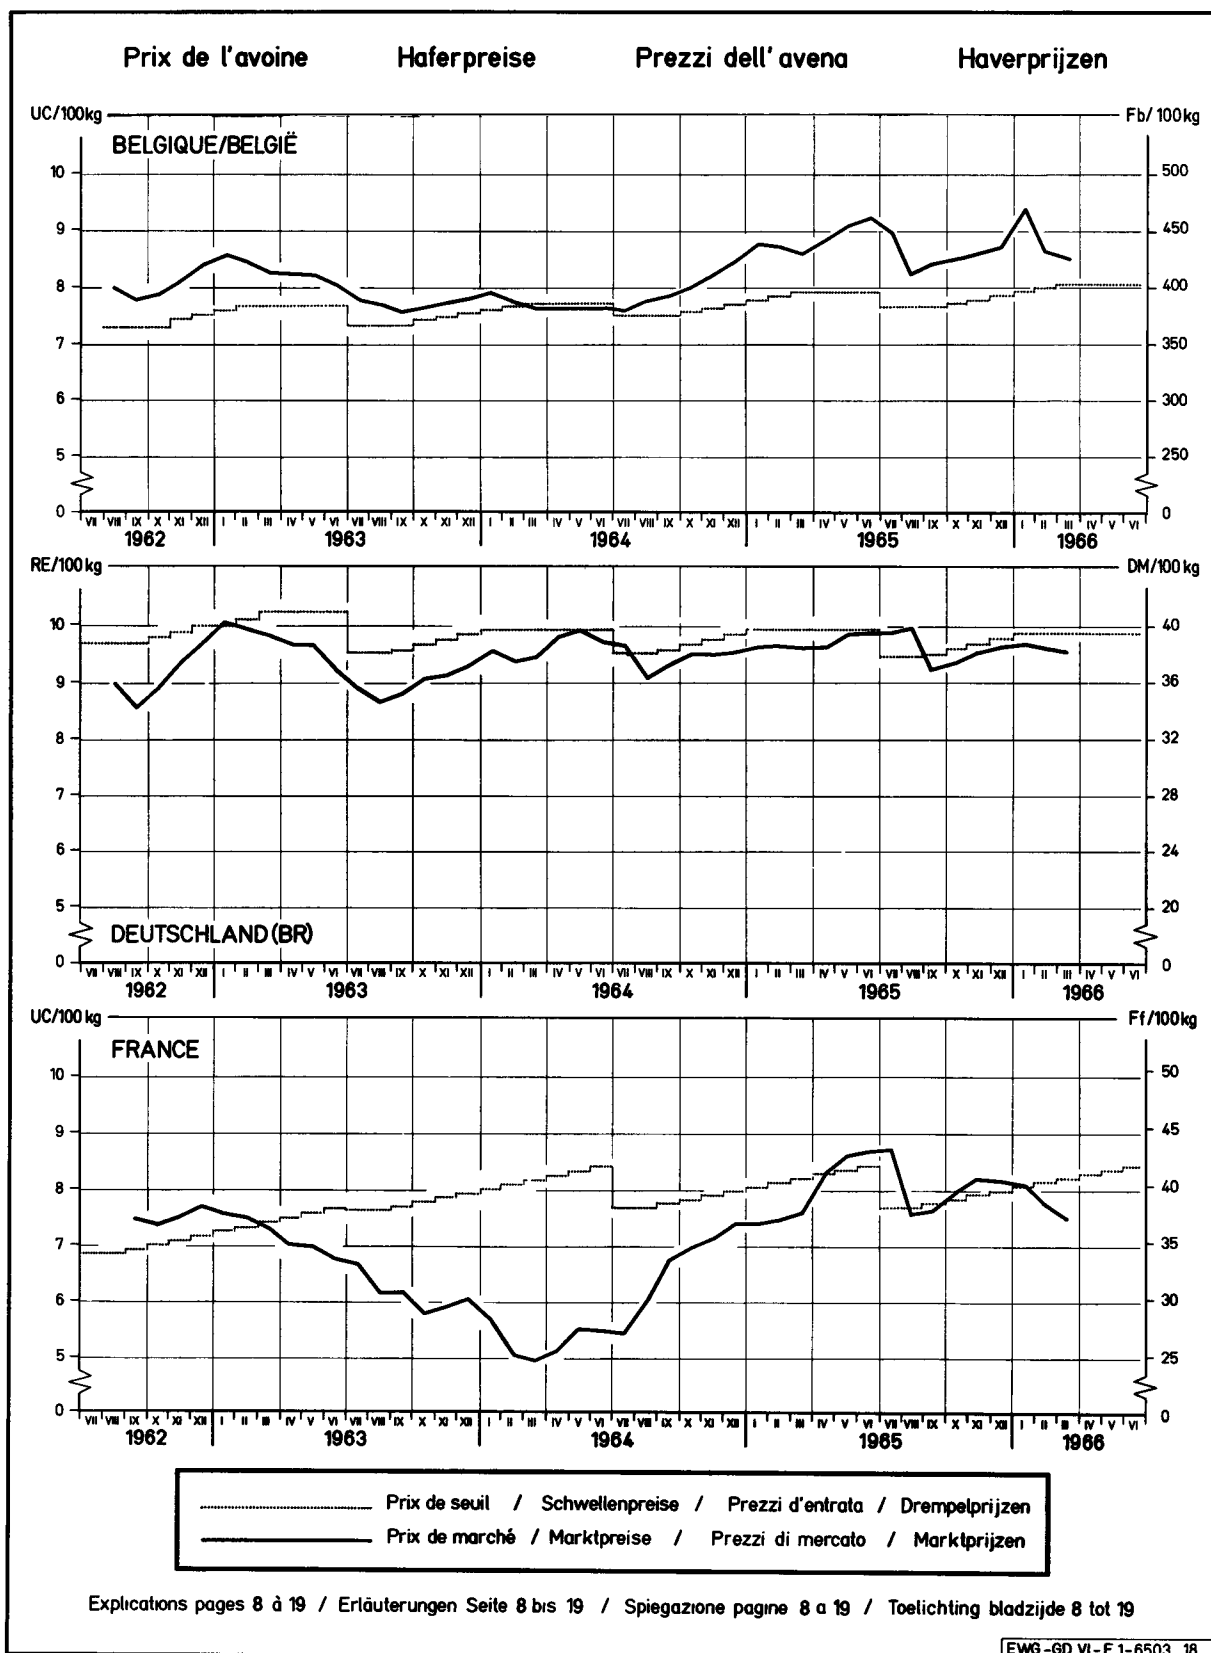 Prix de l'avoine Haferpreise Prezzi dell' avena Haverprijzen
UC/100kg Fb/100kg
BELGIQUE/BELGIË
10 500
9 450
8 400
7 350
6 300
5 250
0 0
VII VIII IX X XI XII I II III IV V VI VII VIII IX X XI XII I II III IV V VI VII VIII IX X XI XII I II III IV V VI VII VIII IX X XI XII I II III IV V VI
1962 1963 1964 1965 1966
RE/100kg DM/100kg
10 40
9 36
8 32
7 28
6 24
5 20
DEUTSCHLAND(BR)
0 0
VII VIII IX X XI XII I II III IV V VI VII VIII IX X XI XII I II III IV V VI VII VIII IX X XI XII I II III IV V VI VII VIII IX X XI XII I II III IV V VI
1962 1963 1964 1965 1966
UC/100kg Ff/100kg
FRANCE
10 50
9 45
8 40
7 35
6 30
5 25
0 0
VII VIII IX X XI XII I II III IV V VI VII VIII IX X XI XII I II III IV V VI VII VIII IX X XI XII I II III IV V VI VII VIII IX X XI XII I II III IV V VI
1962 1963 1964 1965 1966
Prix de seuil / Schwellenpreise / Prezzi d'entrata / Drempelprijzen
Prix de marché / Marktpreise / Prezzi di mercato / Marktprijzen
Explications pages 8 à 19 / Erläuterungen Seite 8 bis 19 / Spiegazione pagine 8 a 19 / Toelichting bladzijde 8 tot 19
EWG-GD VI-F1-6503 18